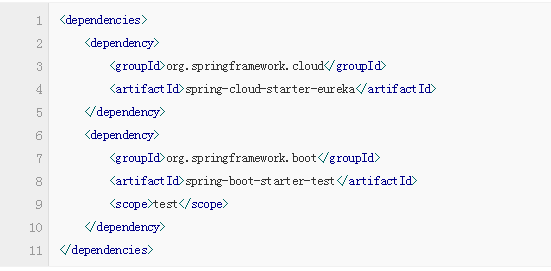 1 <dependencies>
2 <dependency>
3 <groupId>org.springframework.cloud</groupId>
4 <artifactId>spring-cloud-starter-eureka</artifactId>
5 </dependency>
6 <dependency>
7 <groupId>org.springframework.boot</groupId>
8 <artifactId>spring-boot-starter-test</artifactId>
9 <scope>test</scope>
10 </dependency>
11 </dependencies>